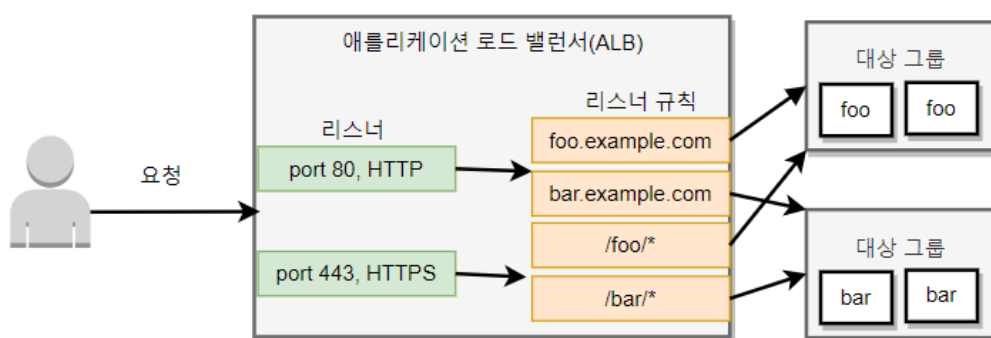 애플리케이션 로드 밸런서(ALB)
요청
리스너
port 80, HTTP
port 443, HTTPS
리스너 규칙
foo.example.com
bar.example.com
/foo/*
/bar/*
대상 그룹
foo foo
대상 그룹
bar bar